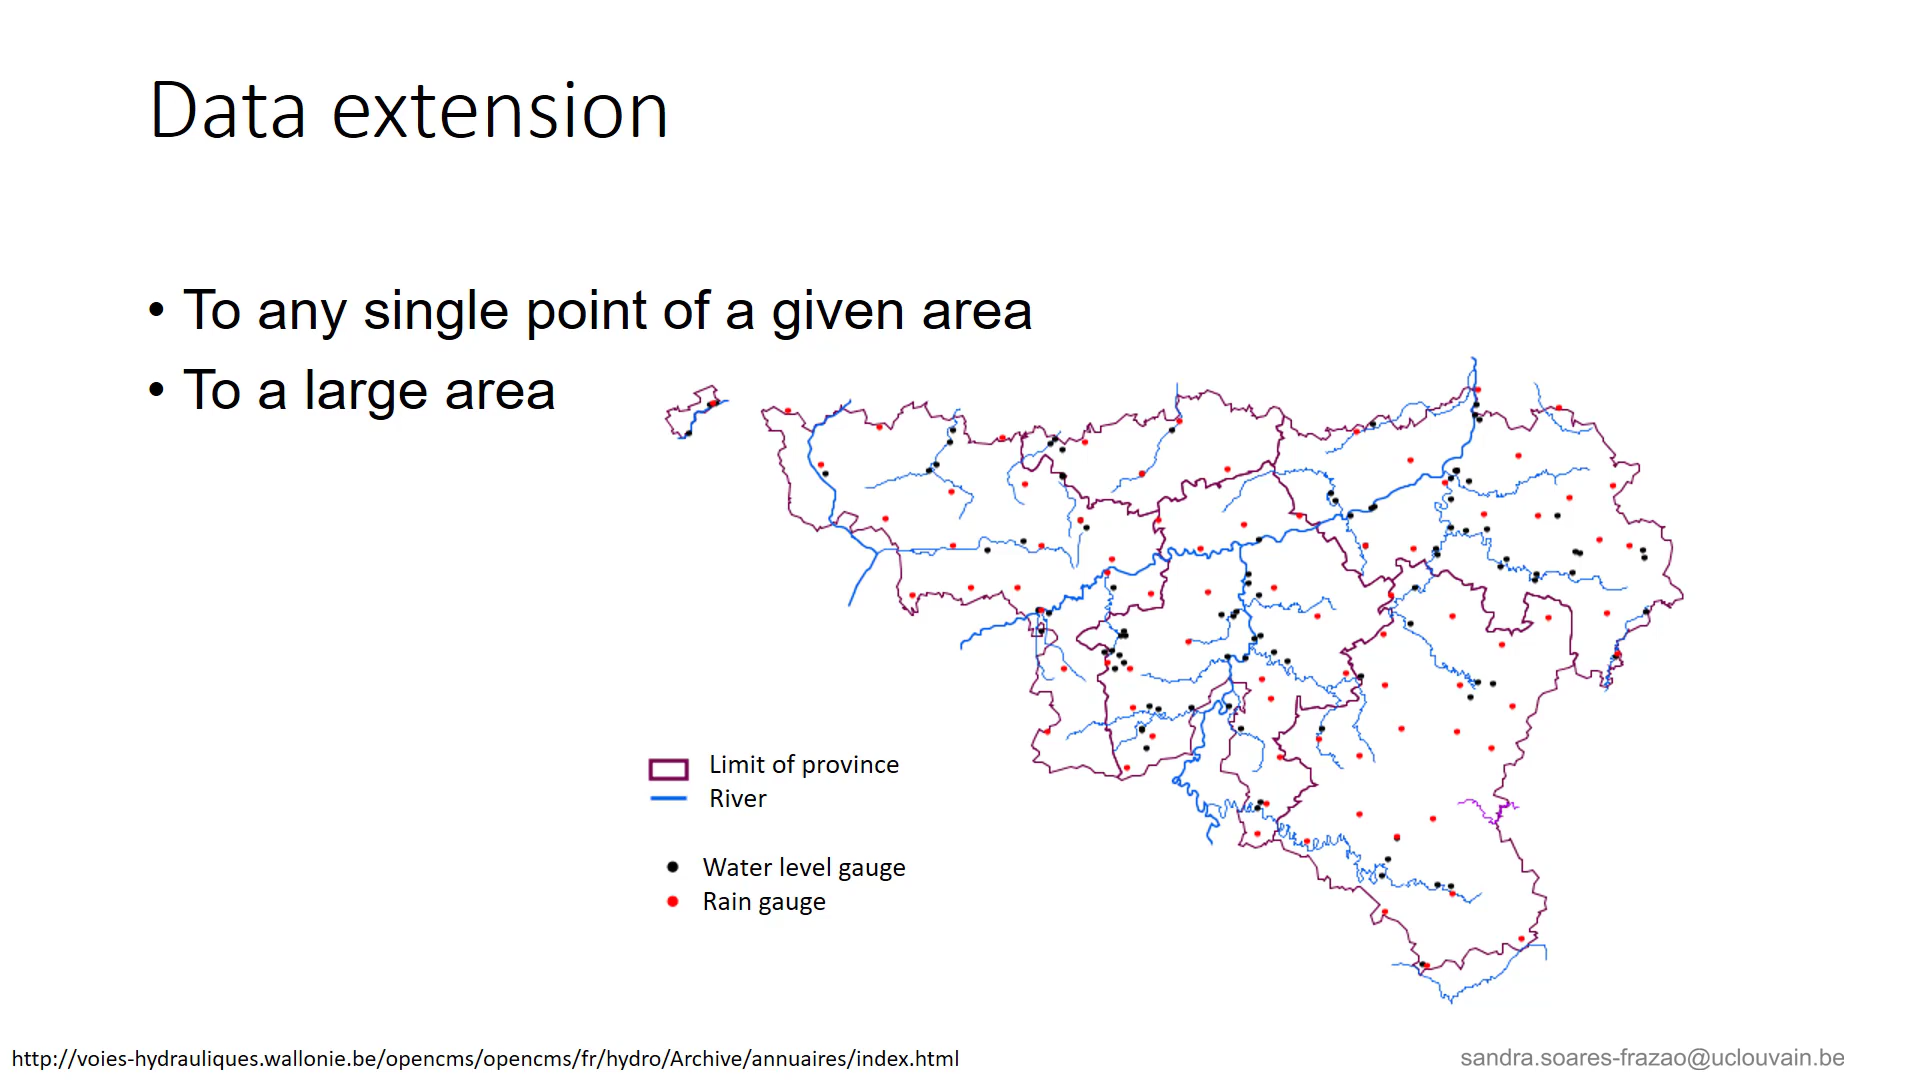 Data extension
• To any single point of a given area
• To a large area
Limit of province
River
Water level gauge
Rain gauge
http://voies-hydrauliques.wallonie.be/opencms/opencms/fr/hydro/Archive/annuaires/index.html
sandra.soares-frazao@uclouvain.be